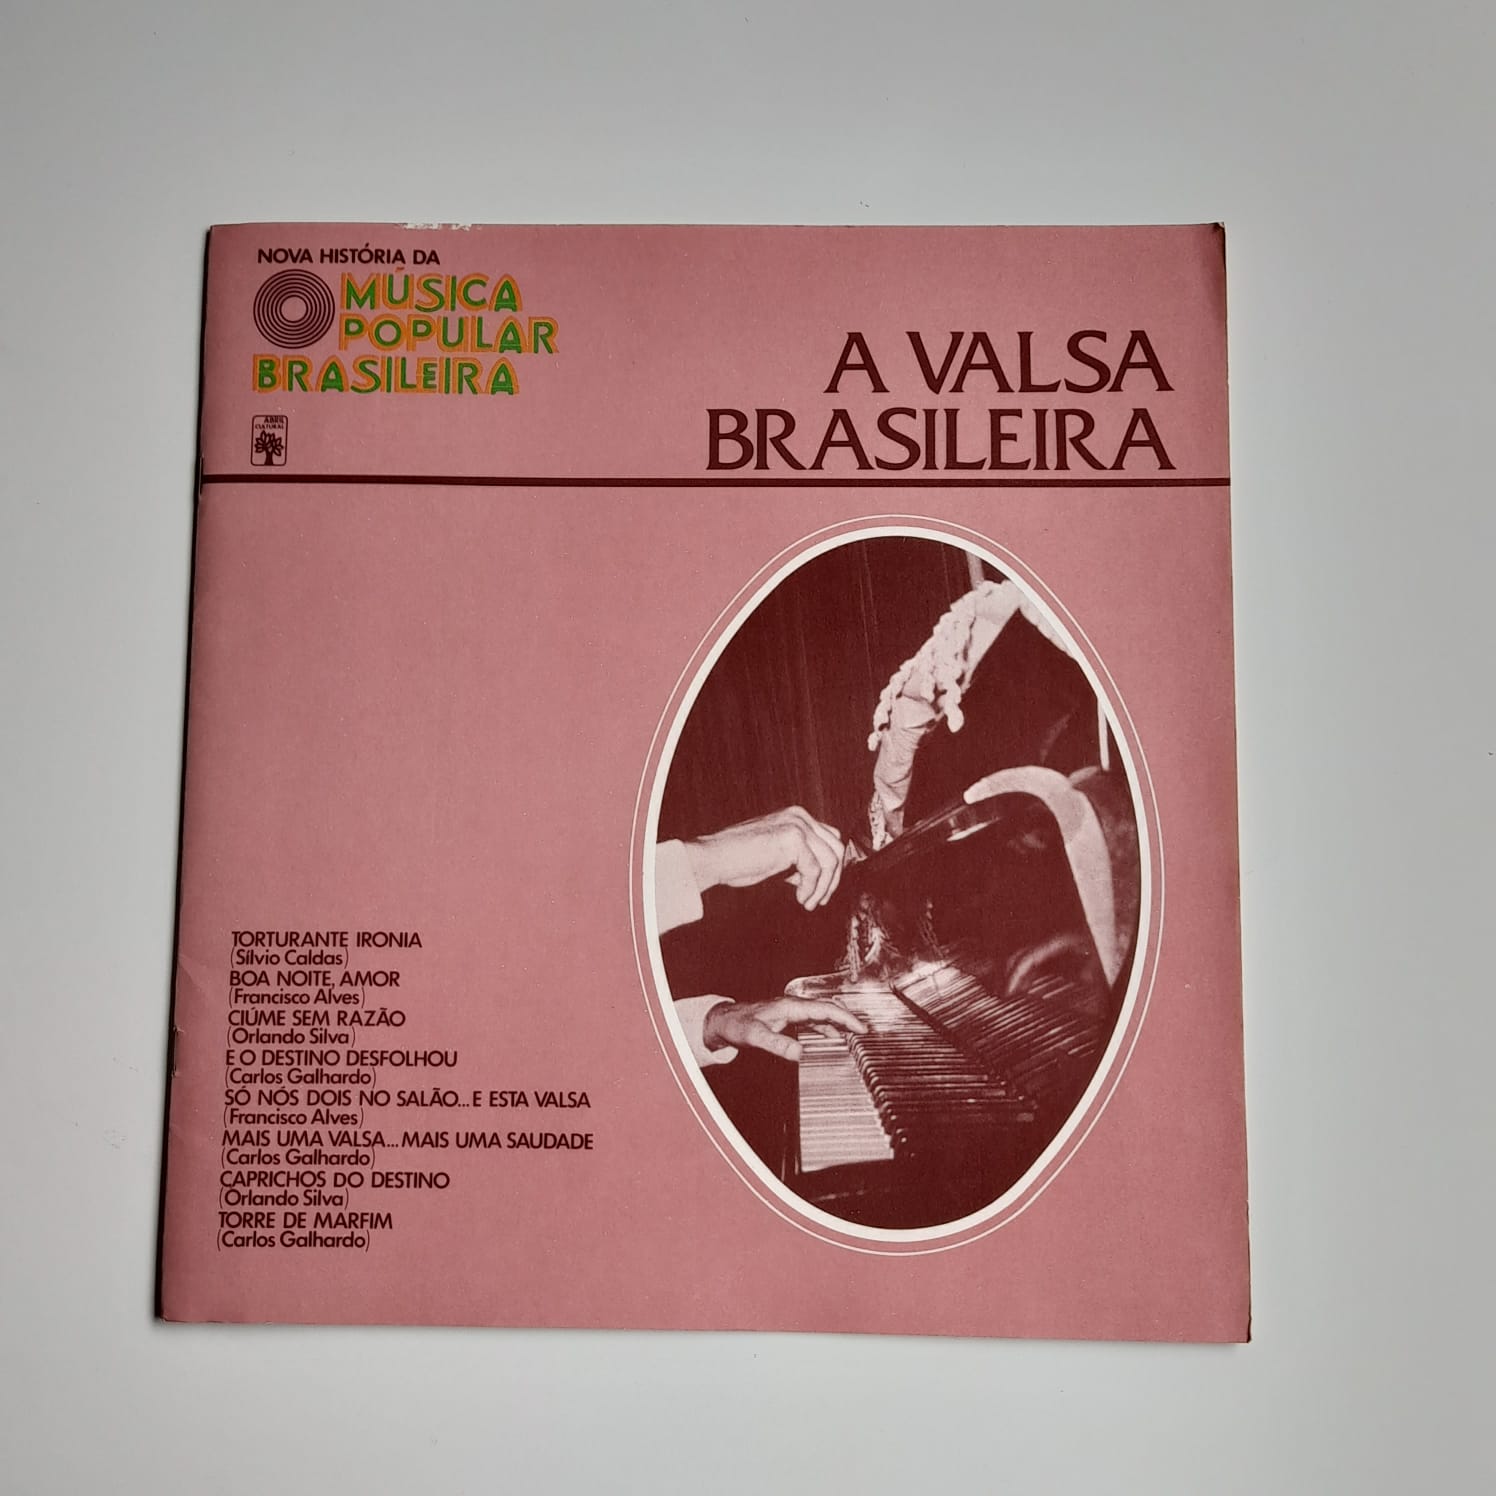 NOVA HISTÓRIA DA
MÚSICA
POPULAR
BRASILEIRA
ABRIL
CULTURAL
A VALSA
BRASILEIRA
TORTURANTE IRONIA
(Sílvio Caldas)
BOA NOITE, AMOR
(Francisco Alves)
CIÚME SEM RAZÃO
(Orlando Silva)
E O DESTINO DESFOLHOU
(Carlos Galhardo)
SÓ NÓS DOIS NO SALÃO...E ESTA VALSA
(Francisco Alves)
MAIS UMA VALSA...MAIS UMA SAUDADE
(Carlos Galhardo)
CAPRICHOS DO DESTINO
(Orlando Silva)
TORRE DE MARFIM
(Carlos Galhardo)